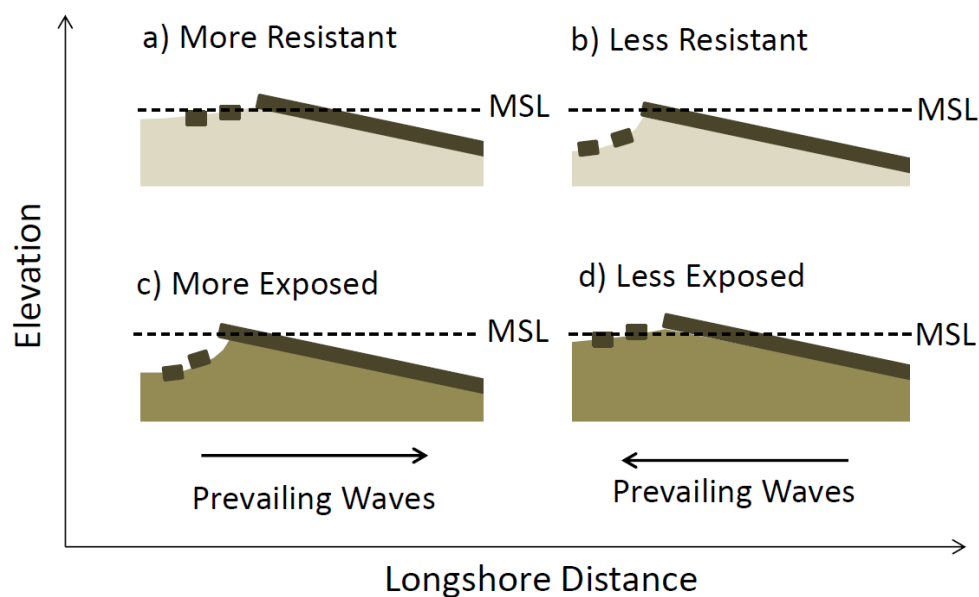 a) More Resistant
b) Less Resistant
MSL
MSL
c) More Exposed
d) Less Exposed
MSL
MSL
Elevation
Prevailing Waves
Prevailing Waves
Longshore Distance